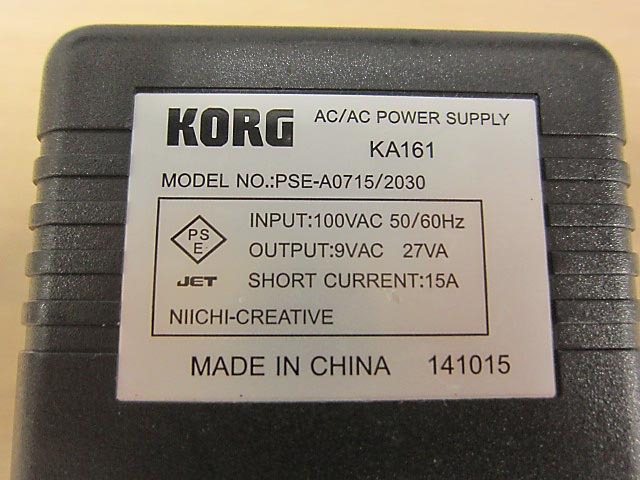 KORG AC/AC POWER SUPPLY
KA161
MODEL NO.:PSE-A0715/2030
PS
E
INPUT:100VAC 50/60Hz
OUTPUT:9VAC 27VA
JET SHORT CURRENT:15A
NIICHI-CREATIVE
MADE IN CHINA 141015